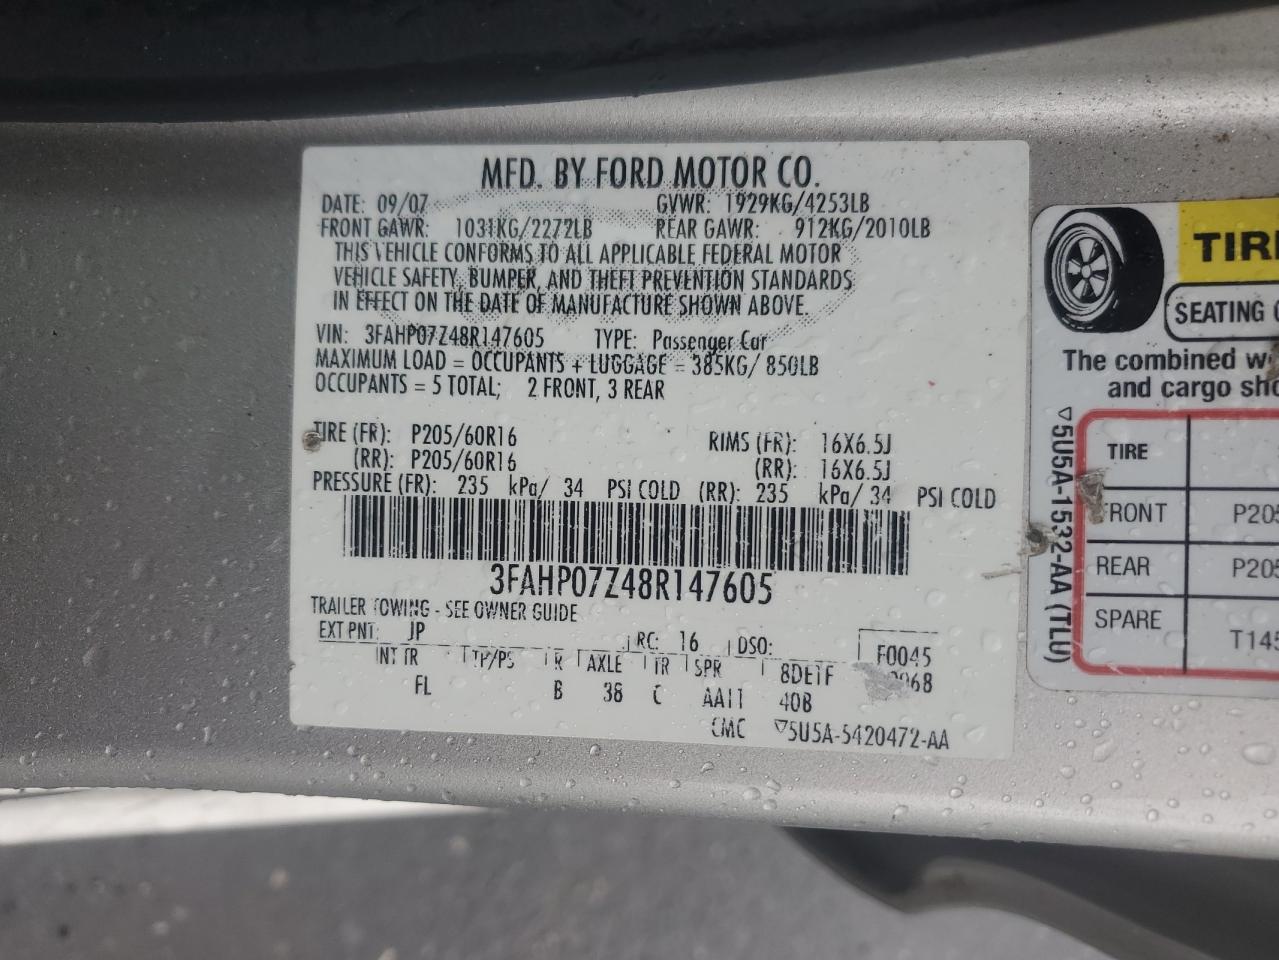 MFD. BY FORD MOTOR CO.
DATE: 09/07 GVWR: 1929KG/4253LB
FRONT GAWR: 1031KG/2272LB REAR GAWR: 912KG/2010LB
THIS VEHICLE CONFORMS TO ALL APPLICABLE FEDERAL MOTOR
VEHICLE SAFETY, BUMPER, AND THEFT PREVENTION STANDARDS
IN EFFECT ON THE DATE OF MANUFACTURE SHOWN ABOVE.
VIN: 3FAHP07Z48R147605 TYPE: Passenger Car
MAXIMUM LOAD = OCCUPANTS + LUGGAGE = 385KG/ 850LB
OCCUPANTS = 5 TOTAL; 2 FRONT, 3 REAR
TIRE (FR): P205/60R16 RIMS (FR): 16X6.5J
(RR): P205/60R16 (RR): 16X6.5J
PRESSURE (FR): 235 kPa/ 34 PSI COLD (RR): 235 kPa/ 34 PSI COLD
3FAHP07Z48R147605
TRAILER TOWING - SEE OWNER GUIDE
EXT PNT: JP RC: 16 DSO: F0045
INT TR TP/PS R AXLE TR SPR 8DETF
FL B 38 C AA11 40B
CMC ▽5U5A-5420472-AA
TIRE
SEATING
The combined
and cargo
TIRE
FRONT P205
REAR P205
SPARE T145
▽5U5A-1532-AA (TLU)